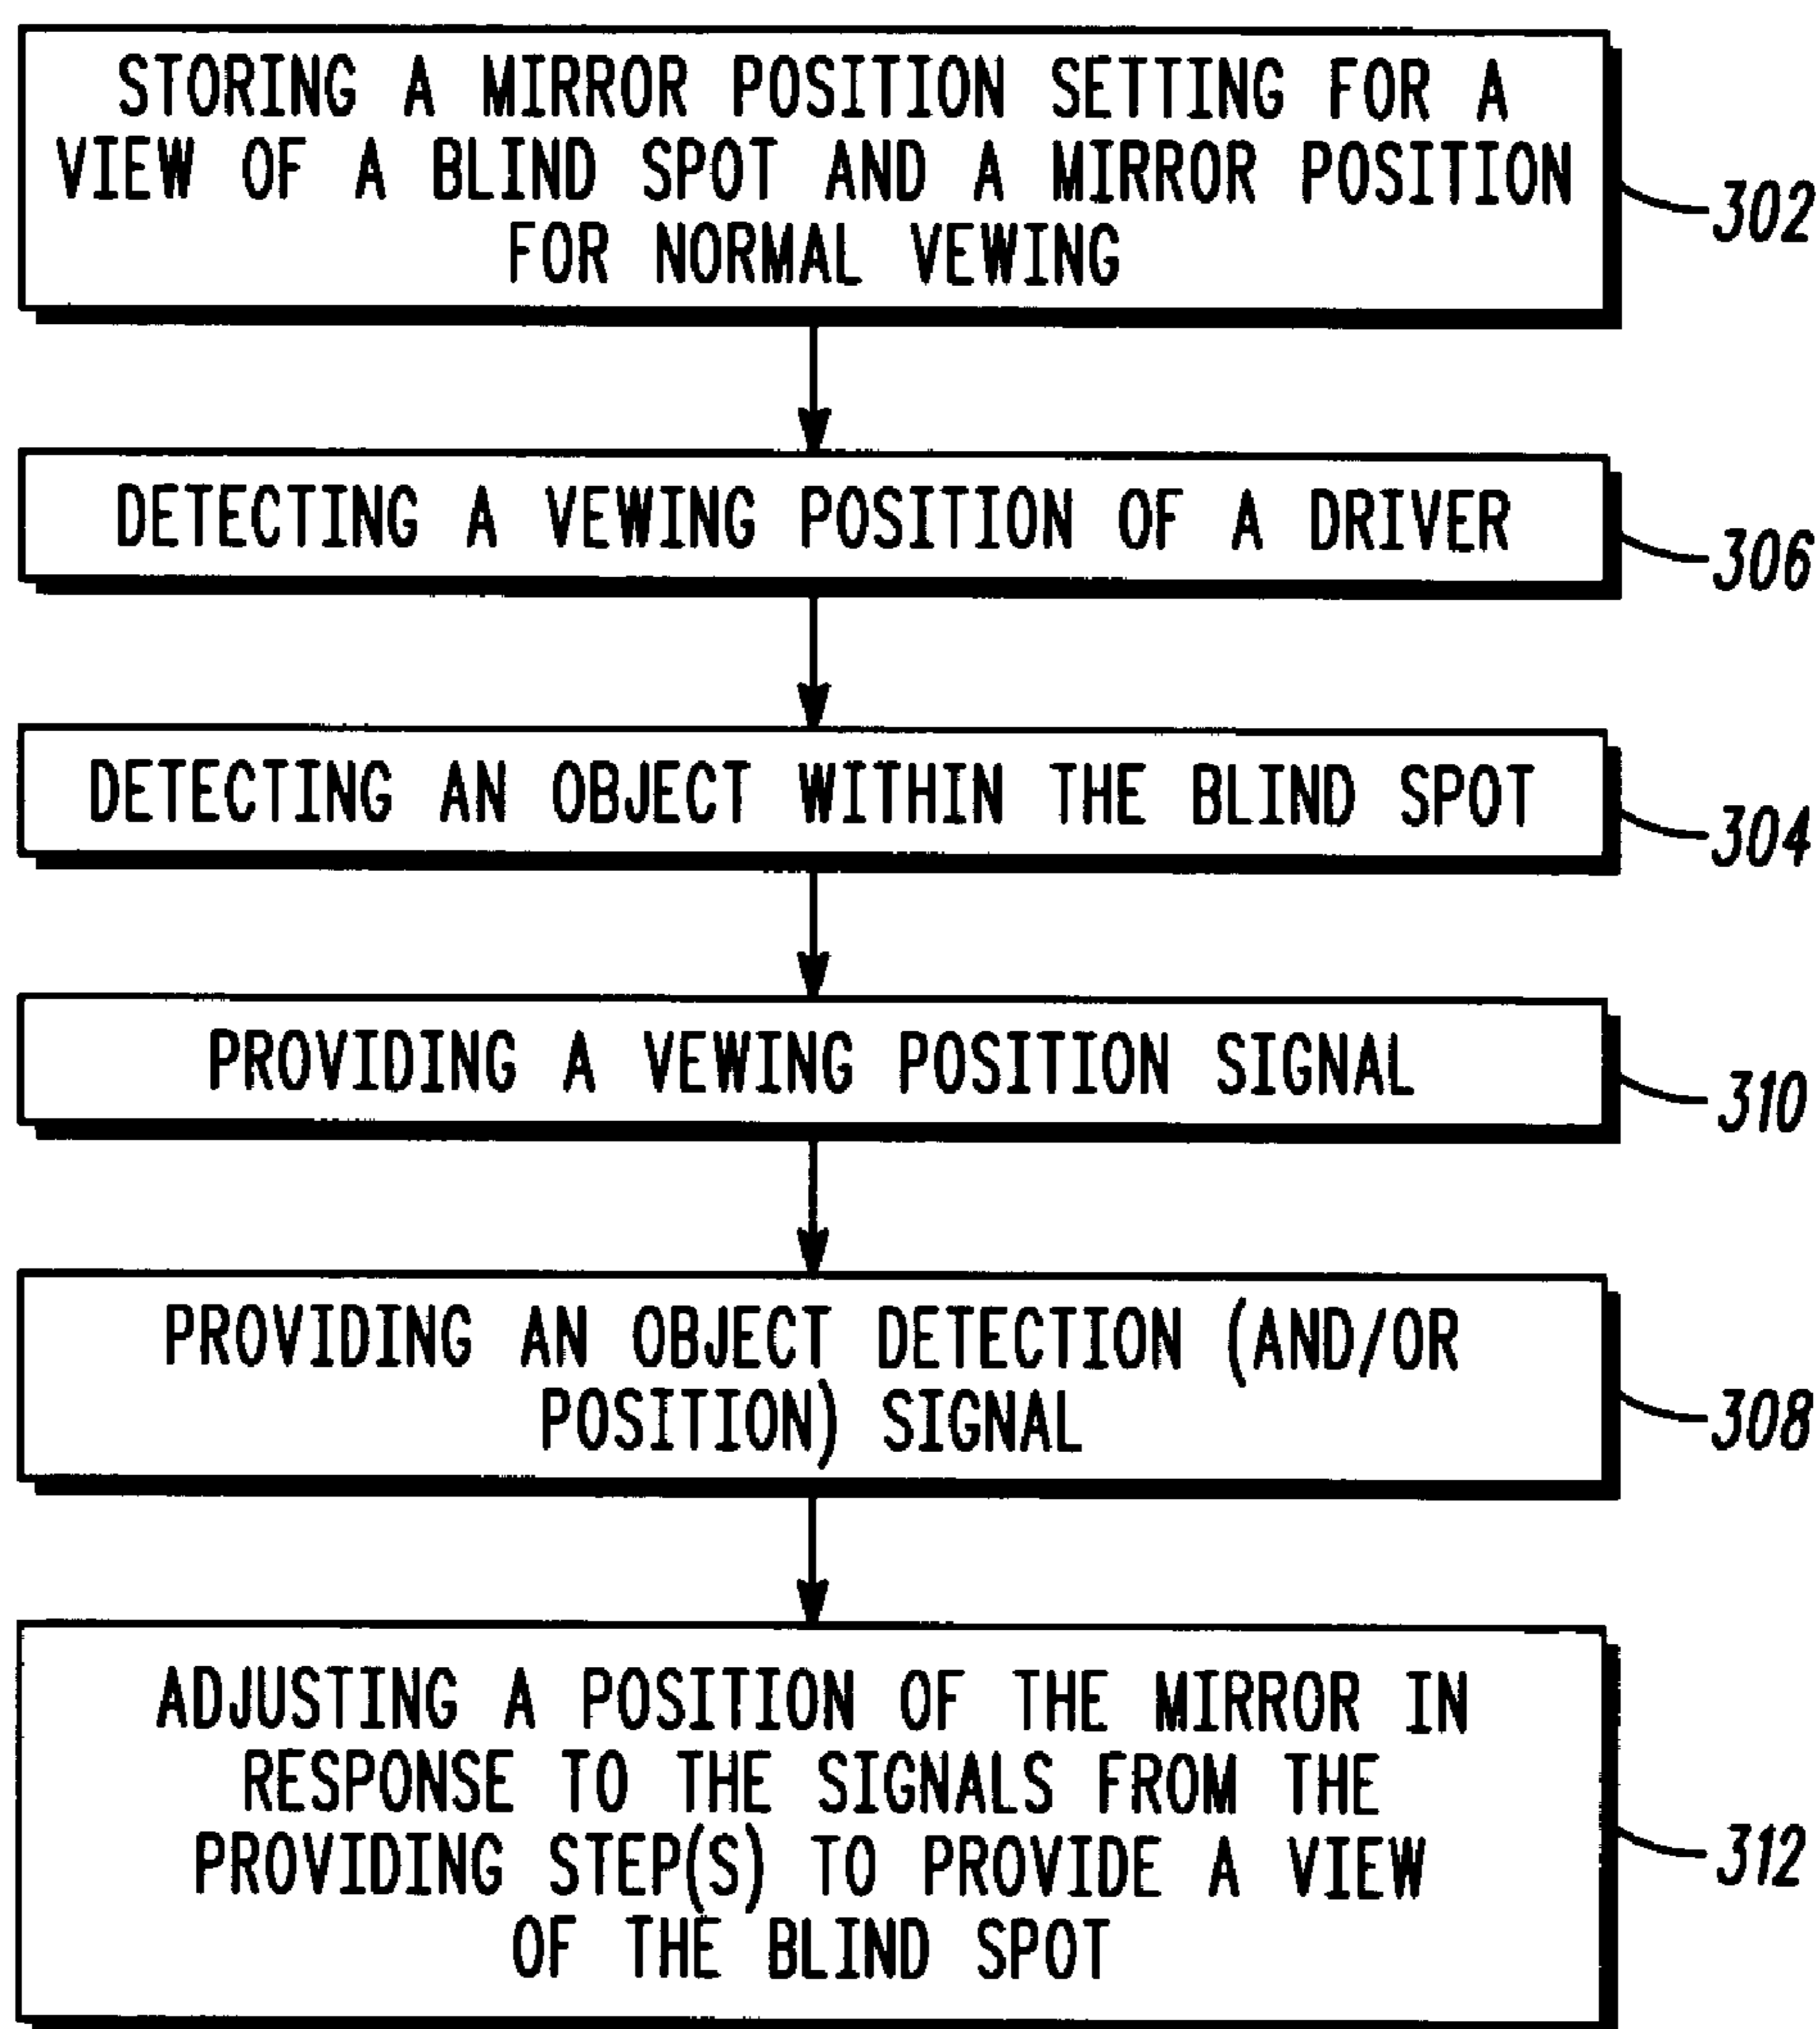 STORING A MIRROR POSITION SETTING FOR A
VIEW OF A BLIND SPOT AND A MIRROR POSITION
FOR NORMAL VEWING
302
DETECTING A VEWING POSITION OF A DRIVER
306
DETECTING AN OBJECT WITHIN THE BLIND SPOT
304
PROVIDING A VEWING POSITION SIGNAL
310
PROVIDING AN OBJECT DETECTION (AND/OR
POSITION) SIGNAL
308
ADJUSTING A POSITION OF THE MIRROR IN
RESPONSE TO THE SIGNALS FROM THE
PROVIDING STEP(S) TO PROVIDE A VIEW
OF THE BLIND SPOT
312